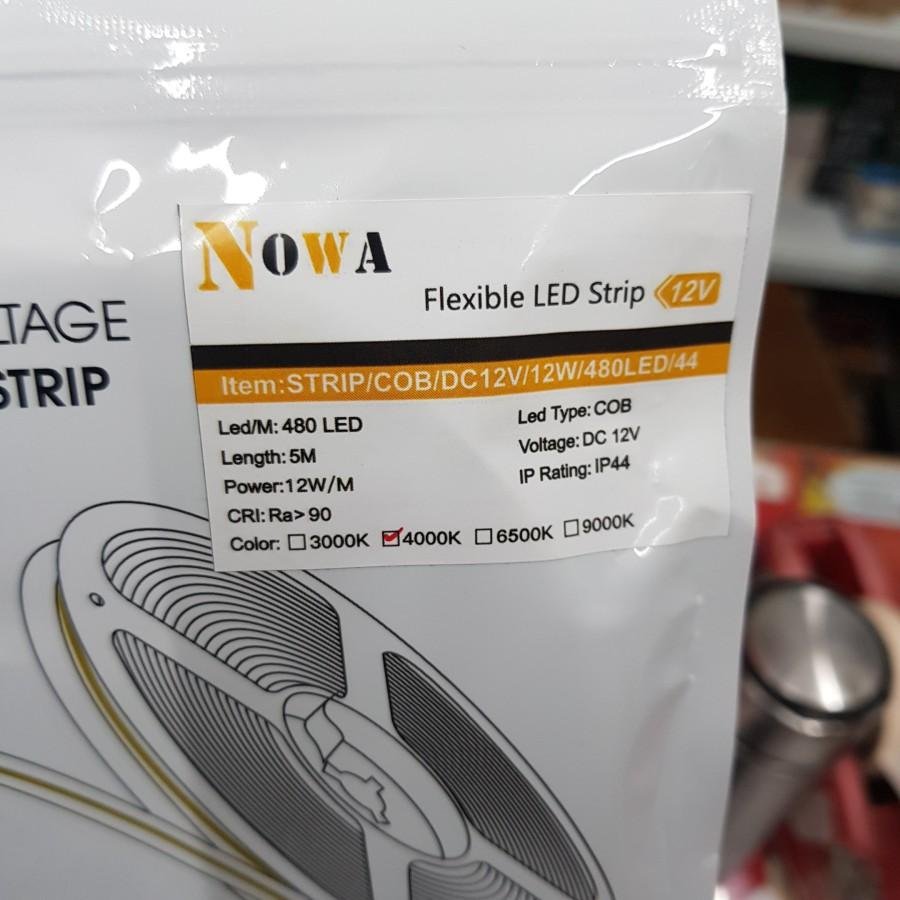 NOWA
Flexible LED Strip 12V
LTAGE
STRIP
Item:STRIP/COB/DC12V/12W/480LED/44
Led/M: 480 LED
Led Type: COB
Length: 5M
Voltage: DC 12V
Power:12W/M
IP Rating: IP44
CRI: Ra> 90
Color: ☐3000K ☑4000K ☐6500K ☐9000K